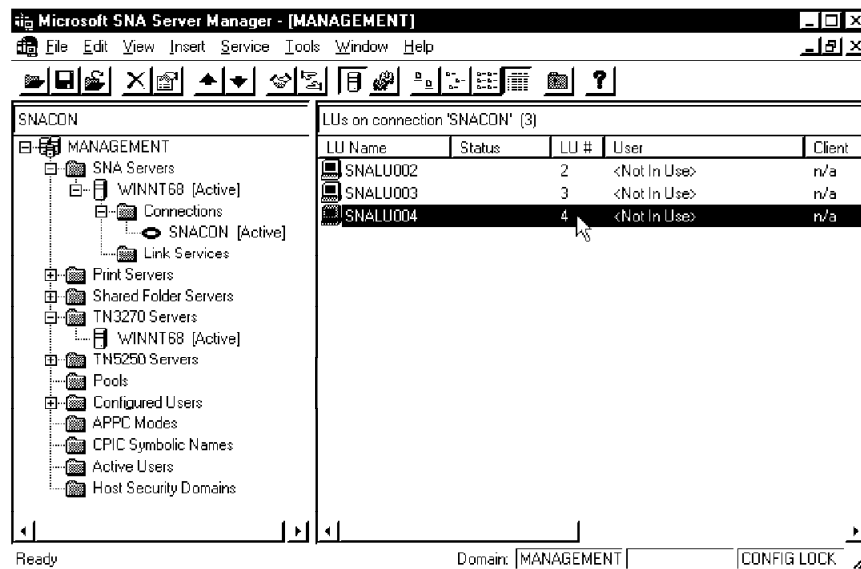 Microsoft SNA Server Manager - [MANAGEMENT]
File Edit View Insert Service Tools Window Help
SNACON
LUs on connection 'SNACON' (3)
MANAGEMENT
SNA Servers
WINNT68 [Active]
Connections
SNACON [Active]
Link Services
Print Servers
Shared Folder Servers
TN3270 Servers
WINNT68 [Active]
TN5250 Servers
Pools
Configured Users
APPC Modes
CPIC Symbolic Names
Active Users
Host Security Domains
LU Name Status LU # User Client
SNALU002 2 <Not In Use> n/a
SNALU003 3 <Not In Use> n/a
SNALU004 4 <Not In Use> n/a
Ready Domain: MANAGEMENT CONFIG LOCK